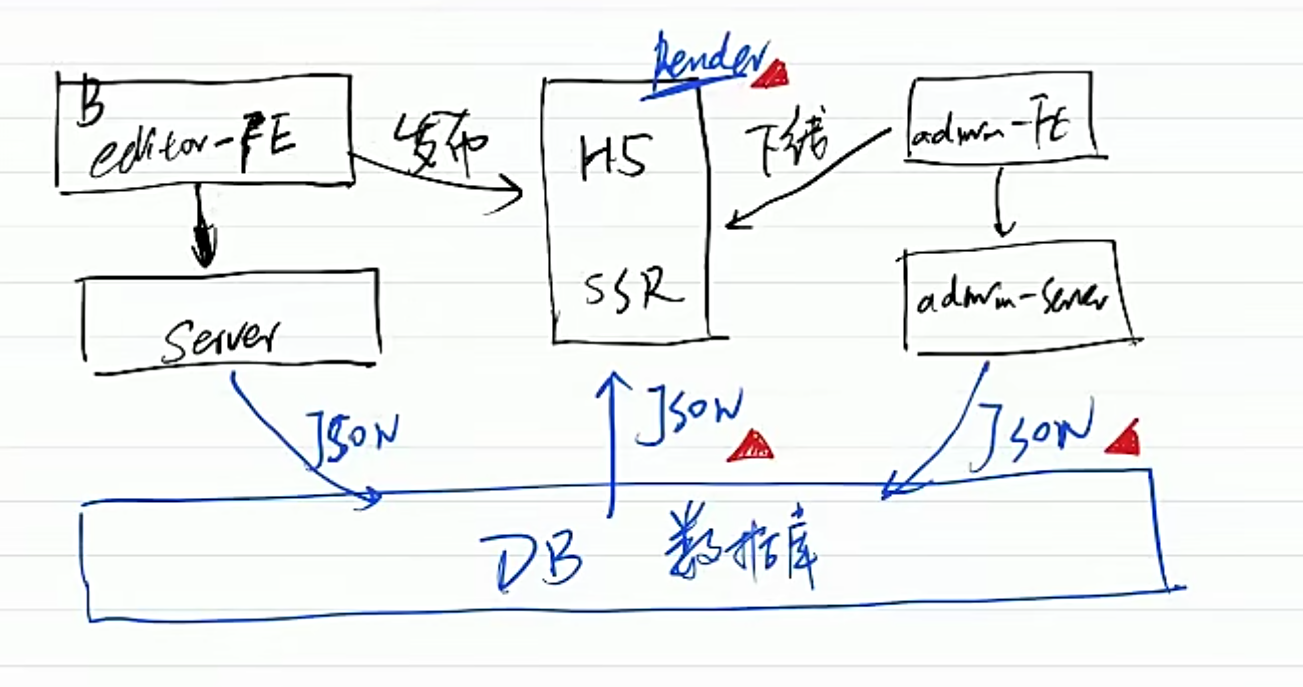 Render
B
editor-FE
发布
H5
下线
admin-FE
SSR
admin-server
Server
JSON
JSON
JSON
DB 数据库